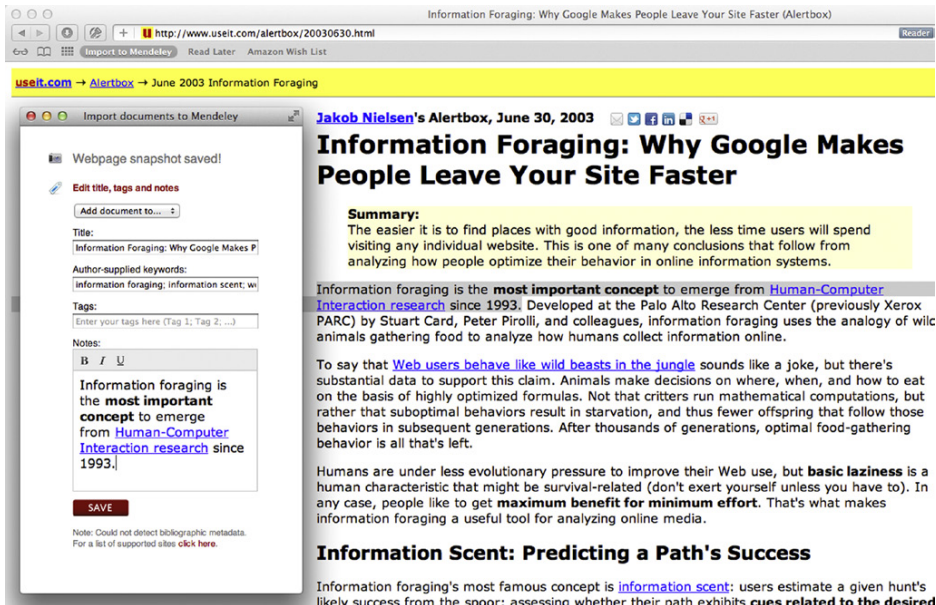 Information Foraging: Why Google Makes People Leave Your Site Faster (Alertbox)
+ U http://www.useit.com/alertbox/20030630.html Reader
Import to Mendeley Read Later Amazon Wish List
useit.com → Alertbox → June 2003 Information Foraging
Import documents to Mendeley
Webpage snapshot saved!
Edit title, tags and notes
Add document to...
Title:
Information Foraging: Why Google Makes P
Author-supplied keywords:
information foraging; information scent; w
Tags:
Enter your tags here (Tag 1; Tag 2; ...)
Notes:
B I U
Information foraging is
the most important
concept to emerge
from Human-Computer
Interaction research since
1993.
SAVE
Note: Could not detect bibliographic metadata.
For a list of supported sites click here.
Jakob Nielsen's Alertbox, June 30, 2003
Information Foraging: Why Google Makes
People Leave Your Site Faster
Summary:
The easier it is to find places with good information, the less time users will spend
visiting any individual website. This is one of many conclusions that follow from
analyzing how people optimize their behavior in online information systems.
Information foraging is the most important concept to emerge from Human-Computer
Interaction research since 1993. Developed at the Palo Alto Research Center (previously Xerox
PARC) by Stuart Card, Peter Pirolli, and colleagues, information foraging uses the analogy of wild
animals gathering food to analyze how humans collect information online.
To say that Web users behave like wild beasts in the jungle sounds like a joke, but there's
substantial data to support this claim. Animals make decisions on where, when, and how to eat
on the basis of highly optimized formulas. Not that critters run mathematical computations, but
rather that suboptimal behaviors result in starvation, and thus fewer offspring that follow those
behaviors in subsequent generations. After thousands of generations, optimal food-gathering
behavior is all that's left.
Humans are under less evolutionary pressure to improve their Web use, but basic laziness is a
human characteristic that might be survival-related (don't exert yourself unless you have to). In
any case, people like to get maximum benefit for minimum effort. That's what makes
information foraging a useful tool for analyzing online media.
Information Scent: Predicting a Path's Success
Information foraging's most famous concept is information scent: users estimate a given hunt's
likely success from the spoor: assessing whether their path exhibits cues related to the desired